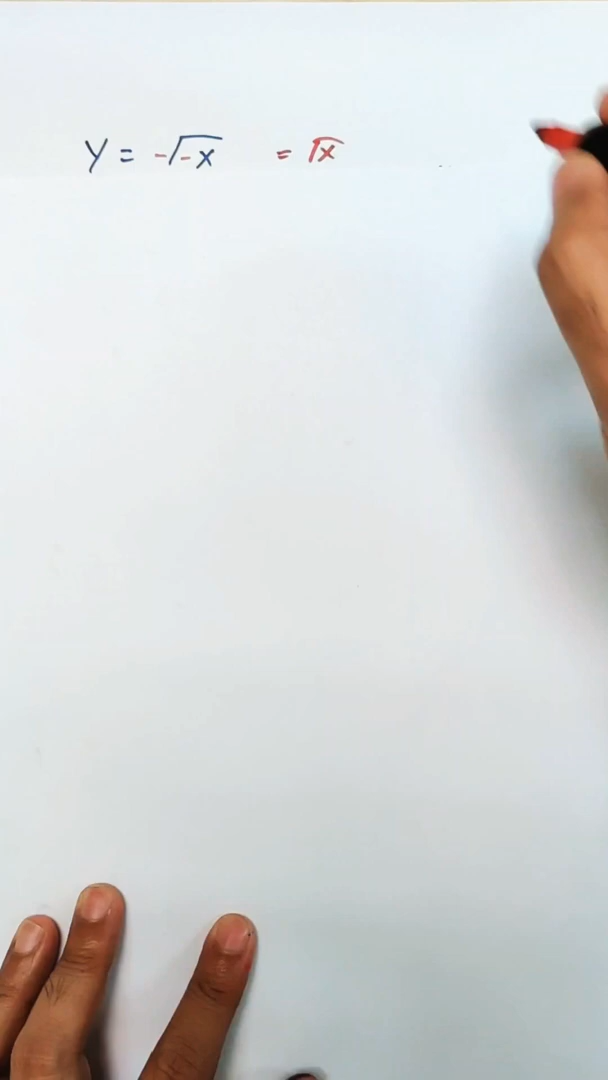 y = -√-x = √x